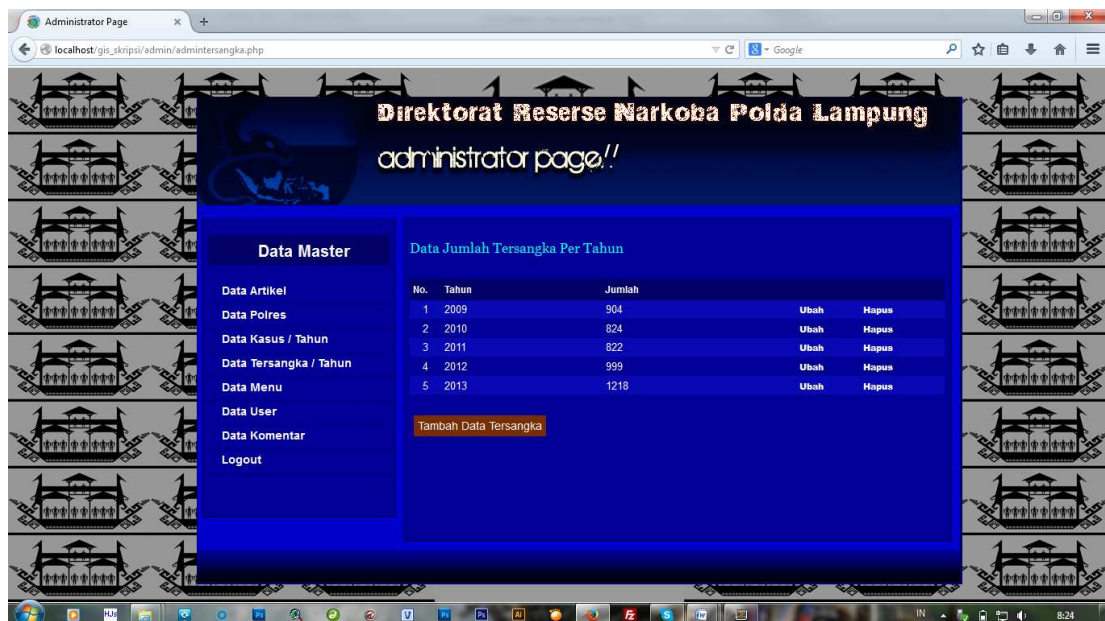 Administrator Page
localhost/gis_skripsi/admin/admintersangka.php
Google
Direktorat Reserse Narkoba Polda Lampung
administrator page!!
Data Master
Data Artikel
Data Polres
Data Kasus / Tahun
Data Tersangka / Tahun
Data Menu
Data User
Data Komentar
Logout
Data Jumlah Tersangka Per Tahun
No. Tahun Jumlah
1 2009 904 Ubah Hapus
2 2010 824 Ubah Hapus
3 2011 822 Ubah Hapus
4 2012 999 Ubah Hapus
5 2013 1218 Ubah Hapus
Tambah Data Tersangka
IN 8:24